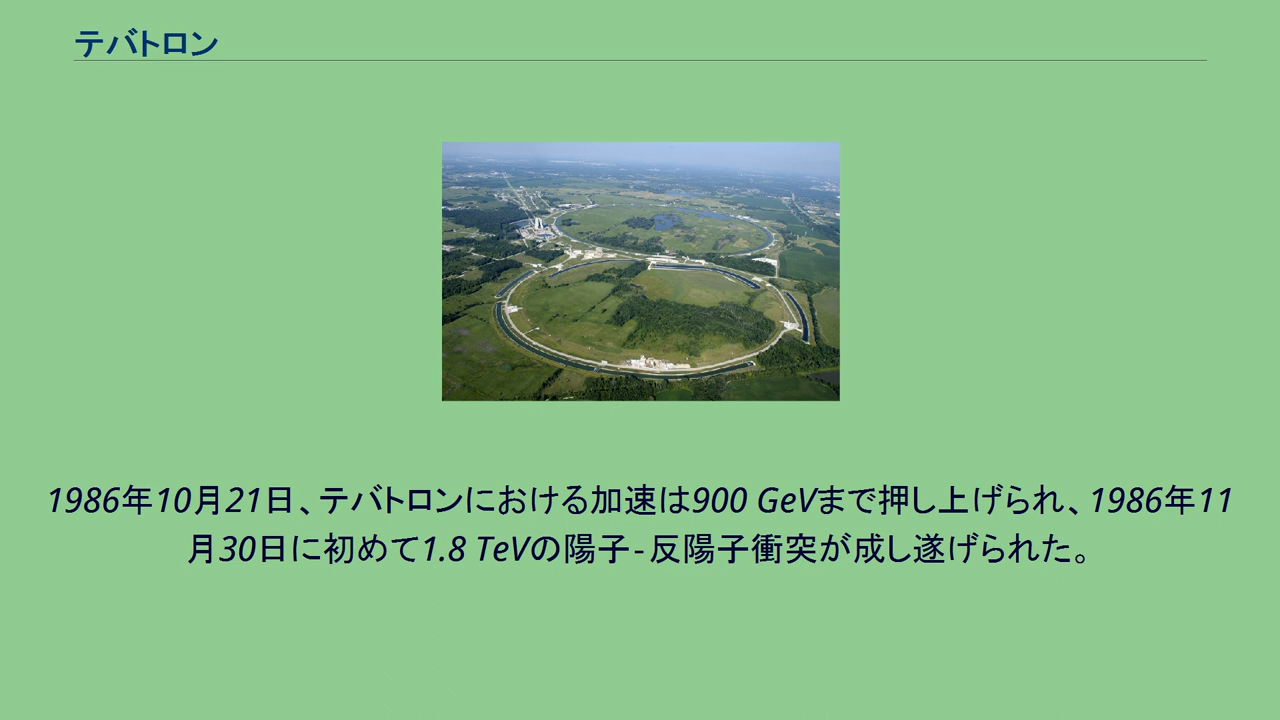 テバトロン
1986年10月21日、テバトロンにおける加速は900 GeVまで押し上げられ、1986年11
月30日に初めて1.8 TeVの陽子-反陽子衝突が成し遂げられた。